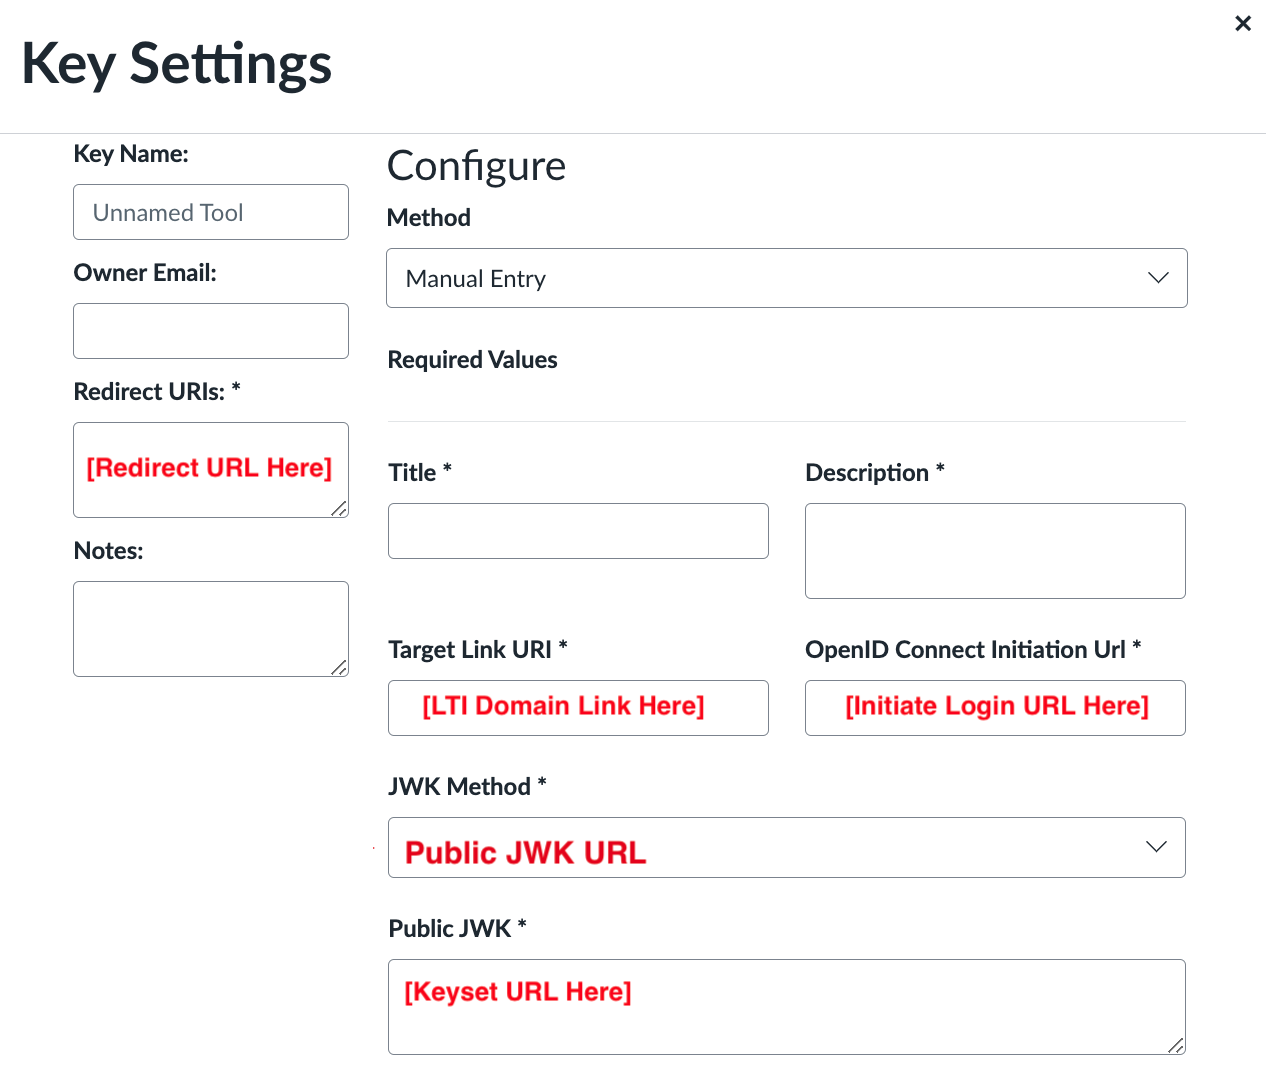 Key Settings
Key Name:
Unnamed Tool
Owner Email:
Redirect URIs: *
[Redirect URL Here]
Notes:
Configure
Method
Manual Entry
Required Values
Title *
Description *
Target Link URI *
[LTI Domain Link Here]
OpenID Connect Initiation Url *
[Initiate Login URL Here]
JWK Method *
Public JWK URL
Public JWK *
[Keyset URL Here]